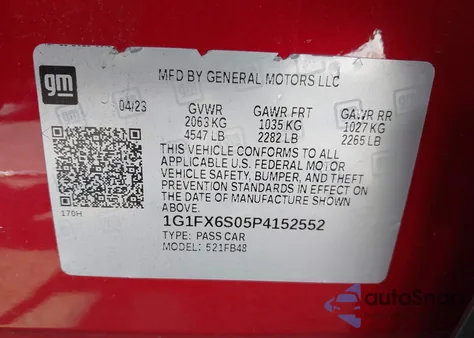 gm
MFD BY GENERAL MOTORS LLC
04/23 GVWR GAWR FRT GAWR RR
2063 KG 1035 KG 1027 KG
4547 LB 2282 LB 2265 LB
THIS VEHICLE CONFORMS TO ALL
APPLICABLE U.S. FEDERAL MOTOR
VEHICLE SAFETY, BUMPER, AND THEFT
PREVENTION STANDARDS IN EFFECT ON
THE DATE OF MANUFACTURE SHOWN
ABOVE.
170H
1G1FX6S05P4152552
TYPE: PASS CAR
MODEL: 521FB48